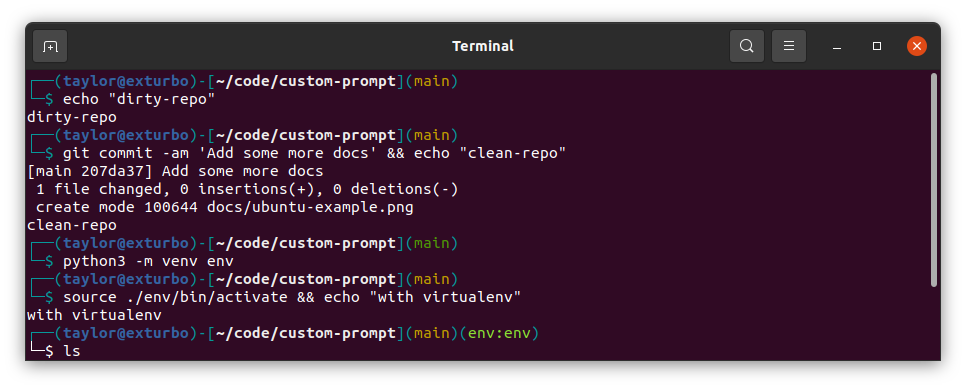 Terminal
┌──(taylor@exturbo)-[~/code/custom-prompt](main)
└─$ echo "dirty-repo"
dirty-repo
┌──(taylor@exturbo)-[~/code/custom-prompt](main)
└─$ git commit -am 'Add some more docs' && echo "clean-repo"
[main 207da37] Add some more docs
 1 file changed, 0 insertions(+), 0 deletions(-)
 create mode 100644 docs/ubuntu-example.png
clean-repo
┌──(taylor@exturbo)-[~/code/custom-prompt](main)
└─$ python3 -m venv env
┌──(taylor@exturbo)-[~/code/custom-prompt](main)
└─$ source ./env/bin/activate && echo "with virtualenv"
with virtualenv
┌──(taylor@exturbo)-[~/code/custom-prompt](main)(env:env)
└─$ ls